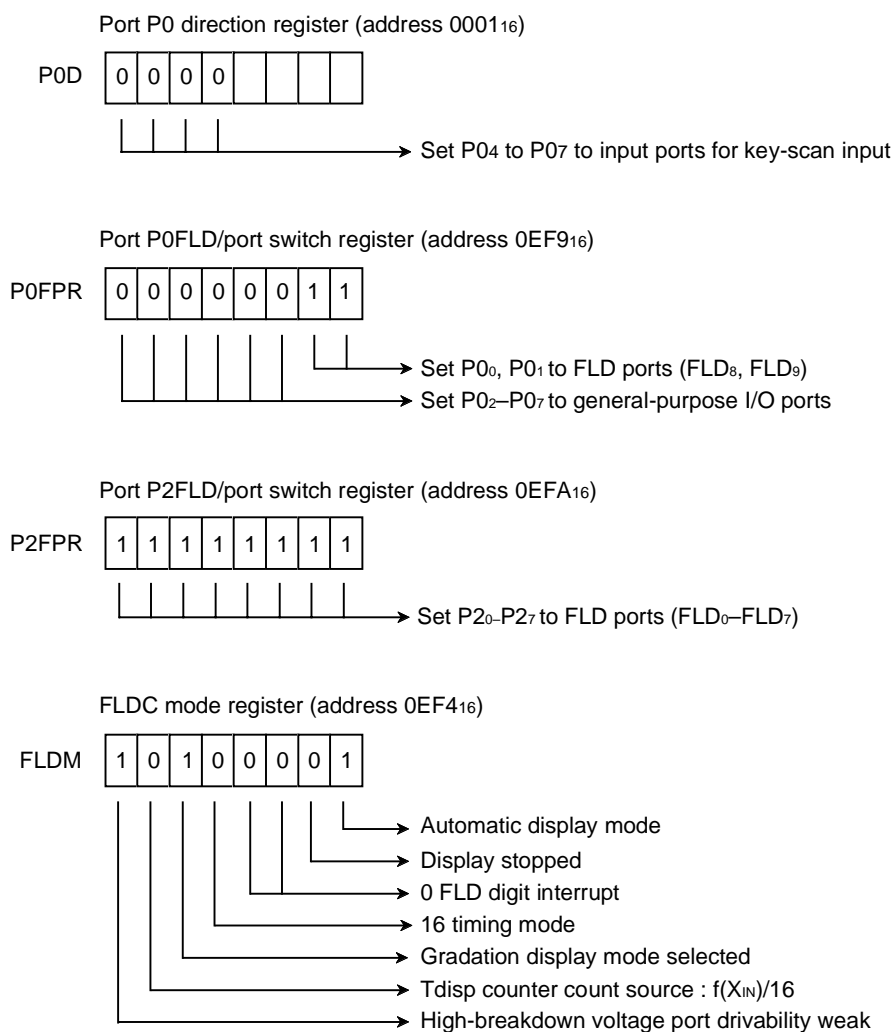 Port P0 direction register (address 0001₁₆)
P0D 0 0 0 0
Set P0₄ to P0₇ to input ports for key-scan input
Port P0FLD/port switch register (address 0EF9₁₆)
P0FPR 0 0 0 0 0 0 1 1
Set P0₀, P0₁ to FLD ports (FLD₈, FLD₉)
Set P0₂–P0₇ to general-purpose I/O ports
Port P2FLD/port switch register (address 0EFA₁₆)
P2FPR 1 1 1 1 1 1 1 1
Set P2₀–P2₇ to FLD ports (FLD₀–FLD₇)
FLDC mode register (address 0EF4₁₆)
FLDM 1 0 1 0 0 0 0 1
Automatic display mode
Display stopped
0 FLD digit interrupt
16 timing mode
Gradation display mode selected
Tdisp counter count source : f(X_IN)/16
High-breakdown voltage port drivability weak